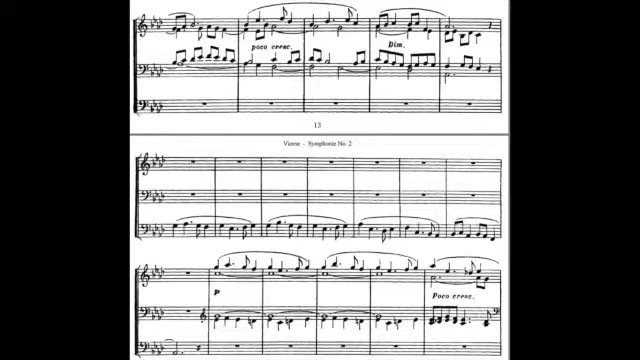 poco cresc.
Dim.
13
Vierne - Symphonie No. 2
p
Poco cresc.